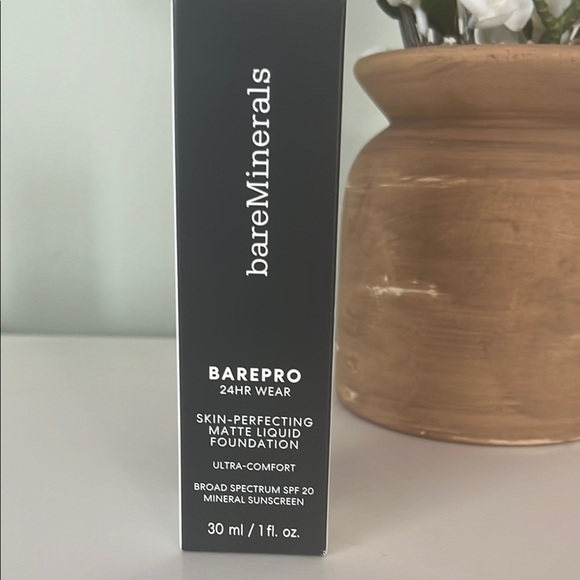 bareMinerals
BAREPRO
24HR WEAR
SKIN-PERFECTING
MATTE LIQUID
FOUNDATION
ULTRA-COMFORT
BROAD SPECTRUM SPF 20
MINERAL SUNSCREEN
30 ml / 1 fl. oz.